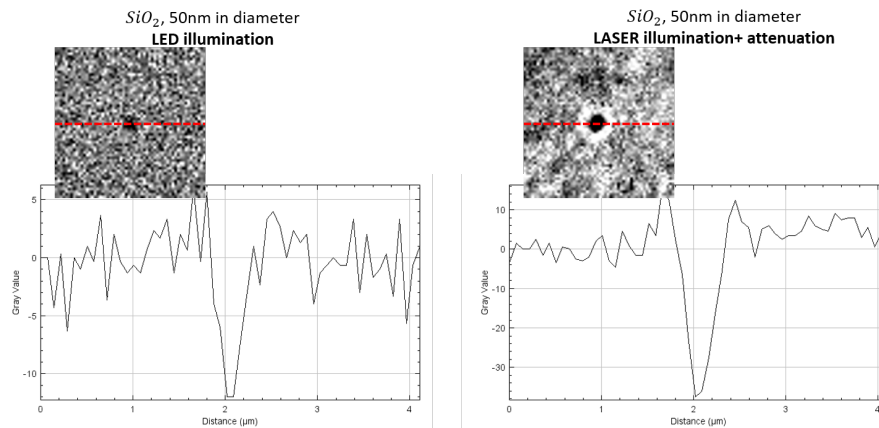 SiO₂, 50nm in diameter
LED illumination
5
0
-5
-10
Gray Value
0
1
2
3
4
Distance (µm)
SiO₂, 50nm in diameter
LASER illumination+ attenuation
10
0
-10
-20
-30
Gray Value
0
1
2
3
4
Distance (µm)